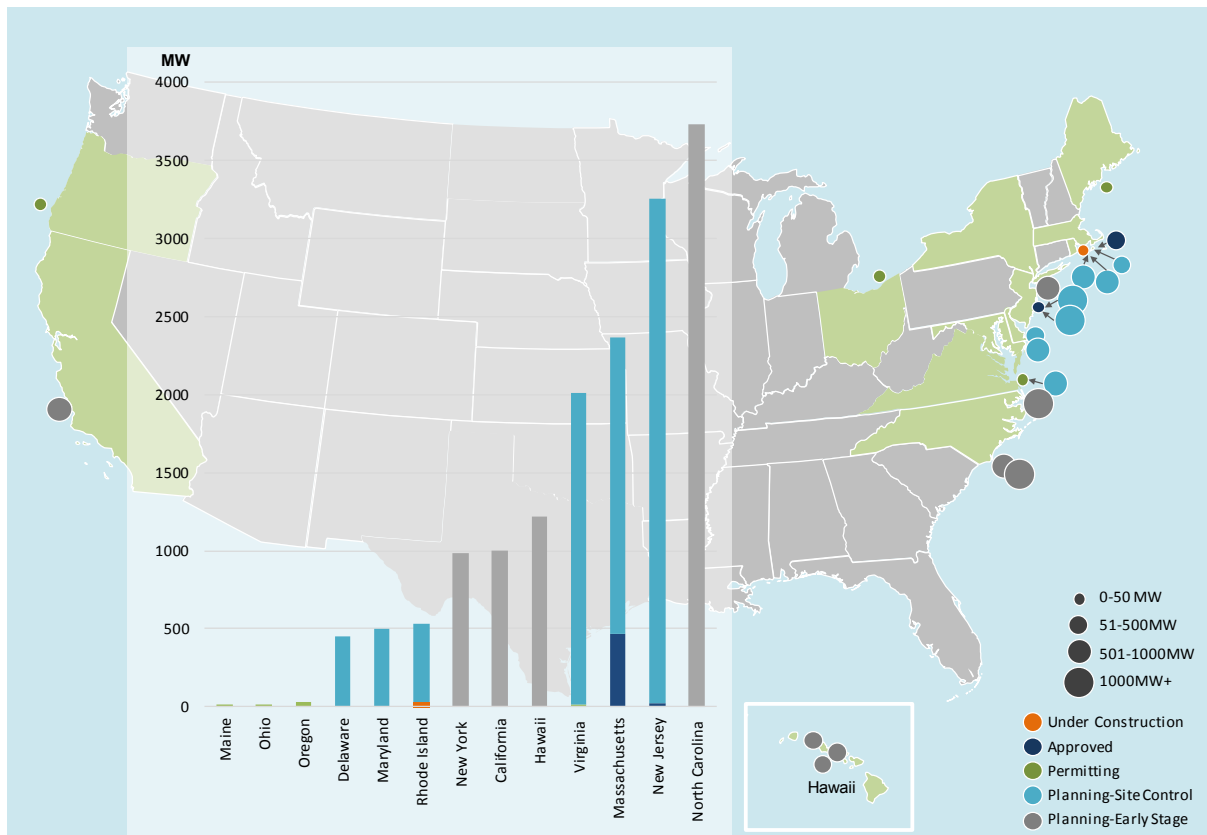 MW
4000
3500
3000
2500
2000
1500
1000
500
0
Maine
Ohio
Oregon
Delaware
Maryland
Rhode Island
New York
California
Hawaii
Virginia
Massachusetts
New Jersey
North Carolina
Hawaii
0-50 MW
51-500MW
501-1000MW
1000MW+
Under Construction
Approved
Permitting
Planning-Site Control
Planning-Early Stage